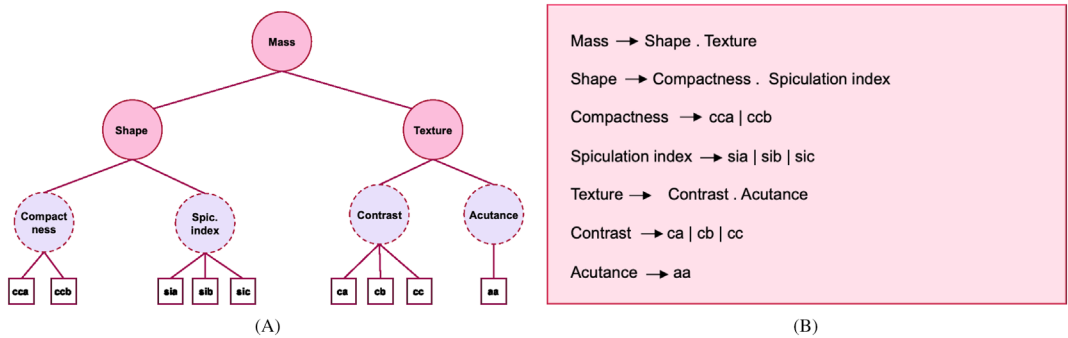 Mass
Shape
Texture
Compact
ness
Spic.
index
Contrast
Acutance
cca
ccb
sia
sib
sic
ca
cb
cc
aa
(A)
Mass → Shape . Texture
Shape → Compactness . Spiculation index
Compactness → cca | ccb
Spiculation index → sia | sib | sic
Texture → Contrast . Acutance
Contrast → ca | cb | cc
Acutance → aa
(B)